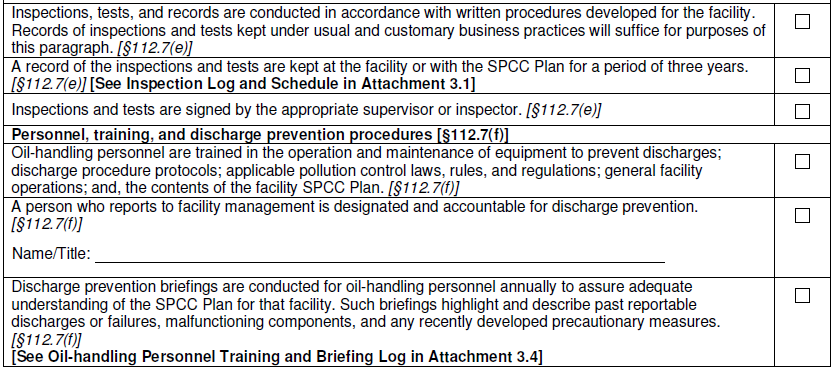 Inspections, tests, and records are conducted in accordance with written procedures developed for the facility.
Records of inspections and tests kept under usual and customary business practices will suffice for purposes of
this paragraph. [§112.7(e)]
A record of the inspections and tests are kept at the facility or with the SPCC Plan for a period of three years.
[§112.7(e)] [See Inspection Log and Schedule in Attachment 3.1]
Inspections and tests are signed by the appropriate supervisor or inspector. [§112.7(e)]
Personnel, training, and discharge prevention procedures [§112.7(f)]
Oil-handling personnel are trained in the operation and maintenance of equipment to prevent discharges;
discharge procedure protocols; applicable pollution control laws, rules, and regulations; general facility
operations; and, the contents of the facility SPCC Plan. [§112.7(f)]
A person who reports to facility management is designated and accountable for discharge prevention.
[§112.7(f)]
Name/Title:
Discharge prevention briefings are conducted for oil-handling personnel annually to assure adequate
understanding of the SPCC Plan for that facility. Such briefings highlight and describe past reportable
discharges or failures, malfunctioning components, and any recently developed precautionary measures.
[§112.7(f)]
[See Oil-handling Personnel Training and Briefing Log in Attachment 3.4]